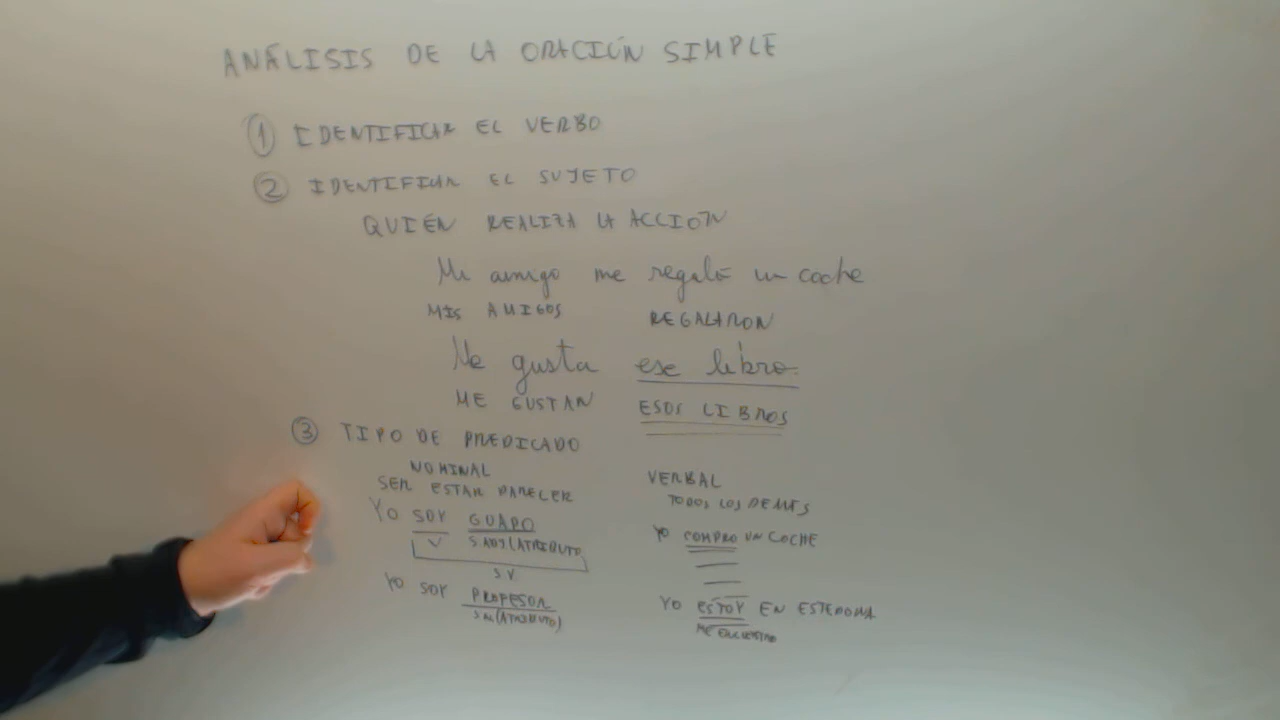 ANÁLISIS DE LA ORACIÓN SIMPLE
1 IDENTIFICAR EL VERBO
2 IDENTIFICAR EL SUJETO
QUIÉN REALIZA LA ACCIÓN
Mi amigo me regaló un coche
MIS AMIGOS REGALARON
Me gusta ese libro.
ME GUSTAN ESOS LIBROS
3 TIPO DE PREDICADO
NOMINAL
SER ESTAR PARECER
YO SOY GUAPO
V S.ADJ (ATRIBUTO
SV
YO SOY PROFESOR
SN (ATRIBUTO)
VERBAL
TODOS LOS DEMÁS
YO COMPRO UN COCHE
YO ESTOY EN ESTEPONA
ME ENCUENTRO